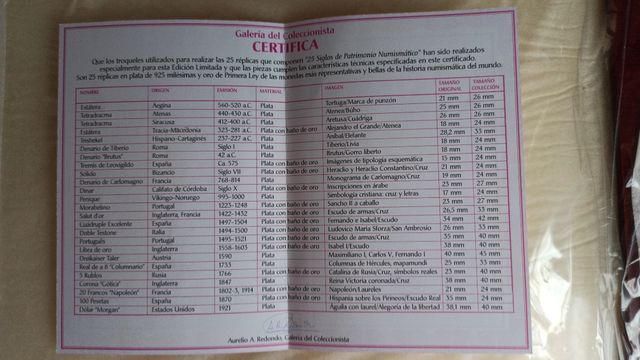 Galería del Coleccionista
CERTIFICA
Que los troqueles utilizados para realizar las 25 réplicas que componen "25 Siglos de Patrimonio Numismático" han sido realizados
especialmente para esta Edición Limitada y que las piezas cumplen las características técnicas especificadas en este certificado.
Son 25 réplicas en plata de 925 milésimas y oro de Primera Ley de las monedas más representativas y bellas de la historia numismática del mundo.
NOMBRE ORIGEN EMISIÓN MATERIAL IMAGEN TAMAÑO ORIGINAL TAMAÑO COLECCIÓN
Estátera Aegina 560-520 a.C. Plata Tortuga/Marca de punzón 21 mm 26 mm
Tetradracma Atenas 450-430 a.C. Plata Atenea/Búho 25 mm 26 mm
Tetradracma Siracusa 412-400 a.C. Plata Aretusa/Cuádriga 26 mm 26 mm
Estátera Tracia-Macedonia 323-281 a.C. Plata con baño de oro Alejandro el Grande/Atenea 18 mm 24 mm
Trishekel Hispano-Cartaginés 237-227 a.C. Plata Aníbal/Elefante 28,2 mm 33 mm
Denario de Tiberio Roma Siglo I Plata Tiberio/Livia 18 mm 24 mm
Denario "Brutus" Roma 42 a.C. Plata Brutus/Gorro liberto 18 mm 24 mm
Tremis de Leovigildo España Ca. 575 Plata con baño de oro Imágenes de tipología esquemática 15 mm 24 mm
Sólido Bizancio Siglo VII Plata con baño de oro Heraclio y Heraclio Constantino/Cruz 21 mm 24 mm
Denario de Carlomagno Francia 768-814 Plata Monograma de Carlomagno/Cruz 19 mm 24 mm
Dinar Califato de Córdoba Siglo X Plata con baño de oro Inscripciones en árabe 23 mm 27 mm
Penique Vikingo-Noruego 995-1000 Plata Simbología cristiana: cruz y letras 17 mm 24 mm
Morabetino Portugal 1223-1248 Plata con baño de oro Sancho II a caballo 23 mm 27 mm
Salut d'or Inglaterra, Francia 1422-1432 Plata con baño de oro Escudo de armas/Cruz 26,5 mm 33 mm
Cuádruple Excelente España 1497-1504 Plata con baño de oro Fernando e Isabel/Escudo 34 mm 42 mm
Doble Testone Italia 1494-1500 Plata Ludovico María Sforza/San Ambrosio 26 mm 33 mm
Portugués Portugal 1495-1521 Plata con baño de oro Escudo de armas/Cruz 35 mm 40 mm
Libra de oro Inglaterra 1558-1603 Plata con baño de oro Isabel I/Escudo 38 mm 40 mm
Dreikaiser Taler Austria 1590 Plata Maximiliano I, Carlos V, Fernando I 40 mm 45 mm
Real de a 8 "Columnario" España 1733 Plata Columnas de Hércules, mapamundi 25 mm 33 mm
5 Rublos Rusia 1766 Plata con baño de oro Catalina de Rusia/Cruz, símbolos reales 23 mm 40 mm
Corona "Gótica" Inglaterra 1847 Plata Reina Victoria coronada/Cruz 38 mm 40 mm
20 Francos "Napoleón" Francia 1802-3, 1914 Plata con baño de oro Napoleón/Laureles 21 mm 24 mm
100 Pesetas España 1870 Plata con baño de oro Hispania sobre los Pirineos/Escudo Real 35 mm 24 mm
Dólar "Morgan" Estados Unidos 1921 Plata Águila con laurel/Alegoría de la libertad 38,1 mm 40 mm
Aurelio A. Redondo, Galería del Coleccionista